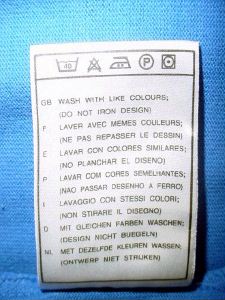 40 P
GB WASH WITH LIKE COLOURS;
(DO NOT IRON DESIGN)
F LAVER AVEC MEMES COULEURS;
(NE PAS REPASSER LE DESSIN)
E LAVAR CON COLORES SIMILARES;
(NO PLANCHAR EL DISENO)
P LAVAR COM CORES SEMELHANTES;
(NAO PASSAR DESENHO A FERRO)
I LAVAGGIO CON STESSI COLORI;
(NON STIRARE IL DISEGNO)
D MIT GLEICHEN FARBEN WASCHEN;
(DESIGN NICHT BUEGELN)
NL MET DEZELFDE KLEUREN WASSEN;
(ONTWERP NIET STRIJKEN)